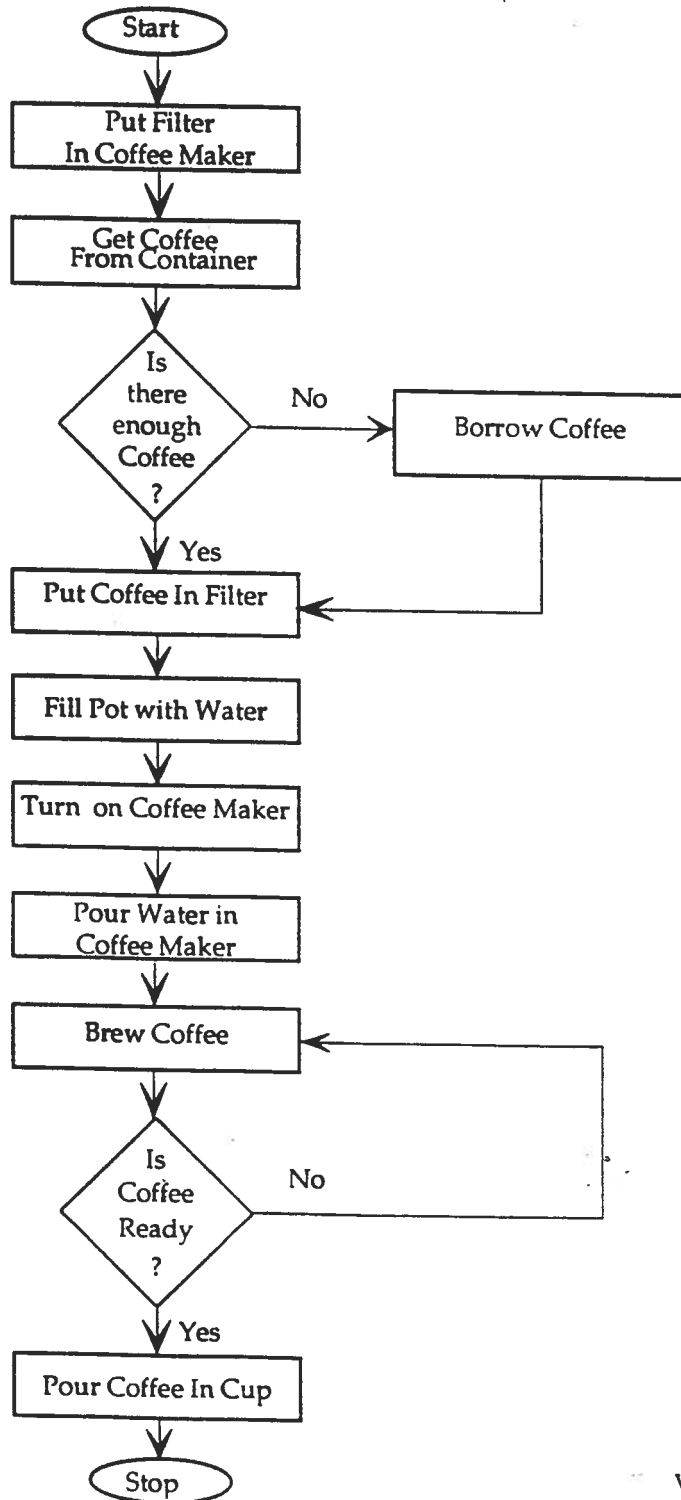 Start
Put Filter
In Coffee Maker
Get Coffee
From Container
Is
there
enough
Coffee
?
No
Borrow Coffee
Yes
Put Coffee In Filter
Fill Pot with Water
Turn on Coffee Maker
Pour Water in
Coffee Maker
Brew Coffee
Is
Coffee
Ready
?
No
Yes
Pour Coffee In Cup
Stop